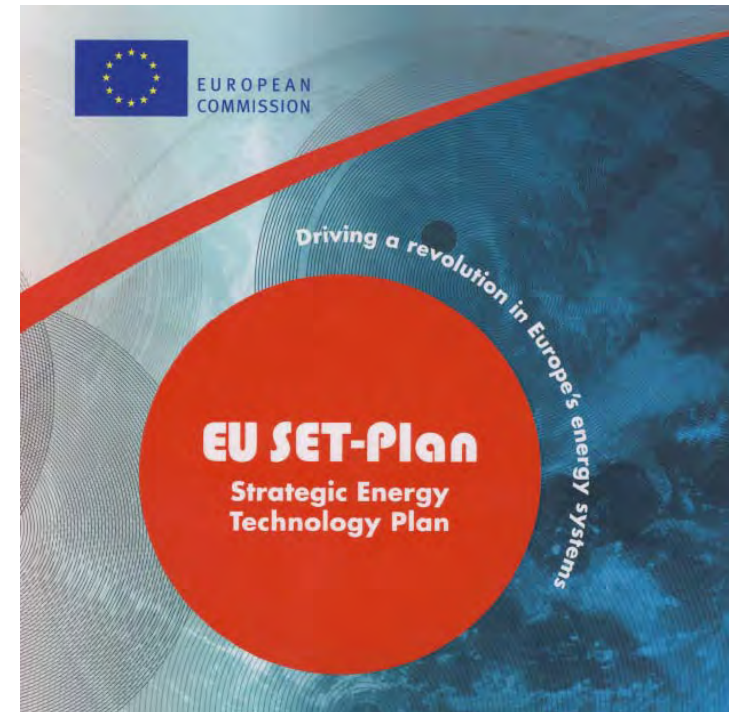 EUROPEAN
COMMISSION
Driving a revolution in Europe's energy systems
EU SET-Plan
Strategic Energy
Technology Plan